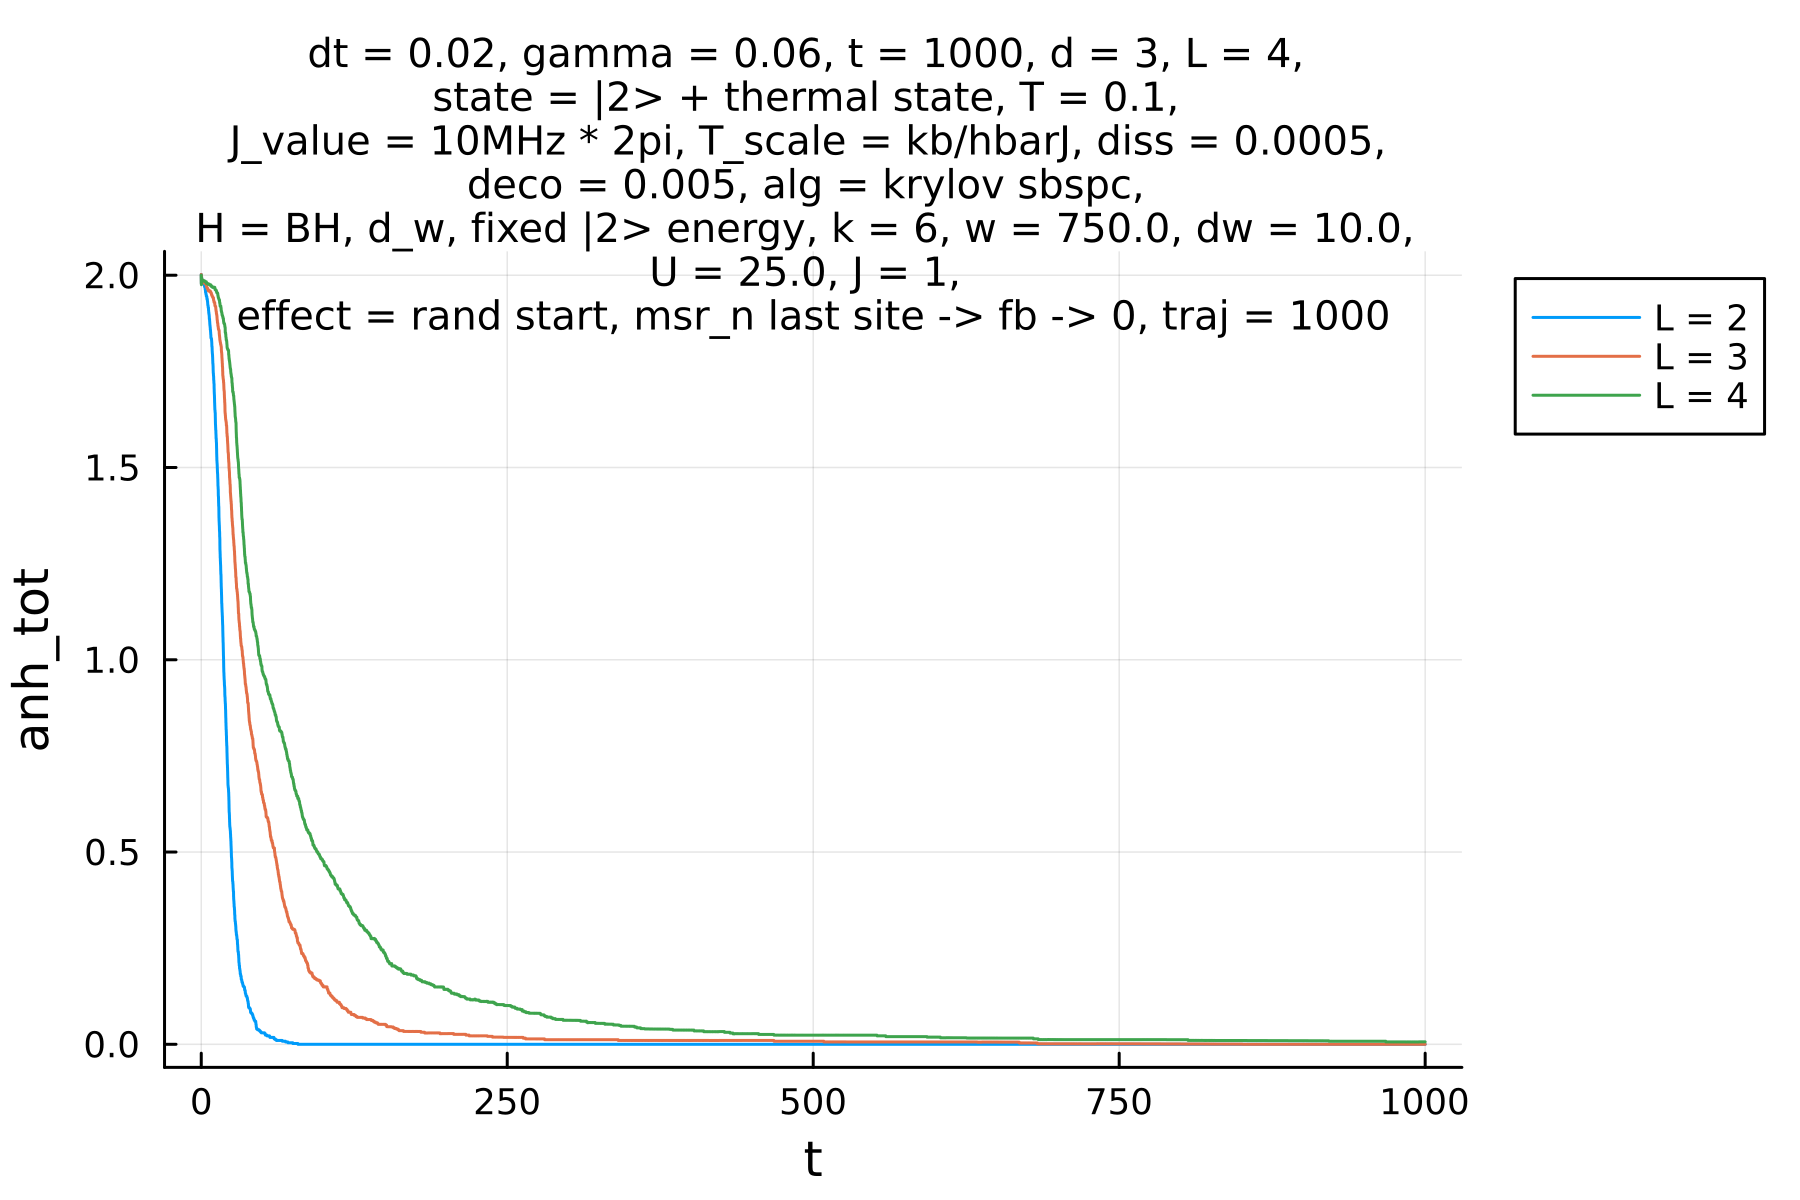 dt = 0.02, gamma = 0.06, t = 1000, d = 3, L = 4,
state = |2> + thermal state, T = 0.1,
J_value = 10MHz * 2pi, T_scale = kb/hbarJ, diss = 0.0005,
deco = 0.005, alg = krylov sbspc,
H = BH, d_w, fixed |2> energy, k = 6, w = 750.0, dw = 10.0,
U = 25.0, J = 1,
effect = rand start, msr_n last site -> fb -> 0, traj = 1000
L = 2
L = 3
L = 4
anh_tot
2.0
1.5
1.0
0.5
0.0
0 250 500 750 1000
t